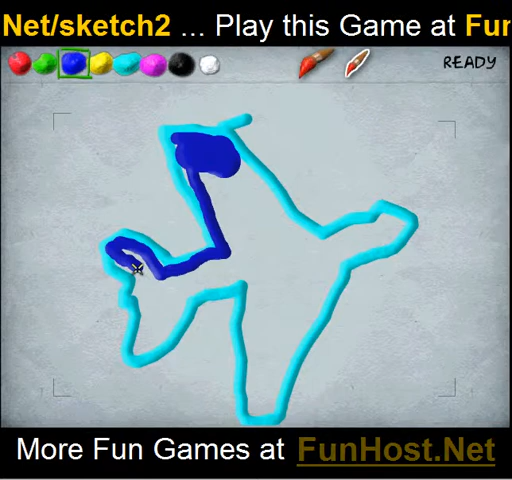 Net/sketch2 ... Play this Game at Fun
READY
More Fun Games at FunHost.Net